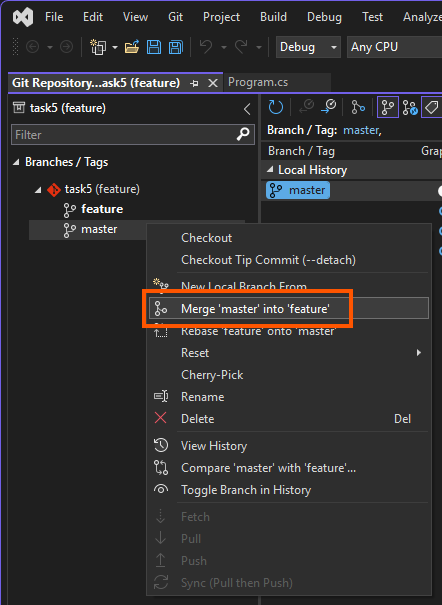 File Edit View Git Project Build Debug Test Analyze
Debug Any CPU
Git Repository...ask5 (feature) Program.cs
task5 (feature)
Filter
Branches / Tags
task5 (feature)
feature
master
Branch / Tag: master,
Branch / Tag Gra
Local History
master
Checkout
Checkout Tip Commit (--detach)
New Local Branch From...
Merge 'master' into 'feature'
Rebase 'feature' onto 'master'
Reset
Cherry-Pick
Rename
Delete Del
View History
Compare 'master' with 'feature'...
Toggle Branch in History
Fetch
Pull
Push
Sync (Pull then Push)